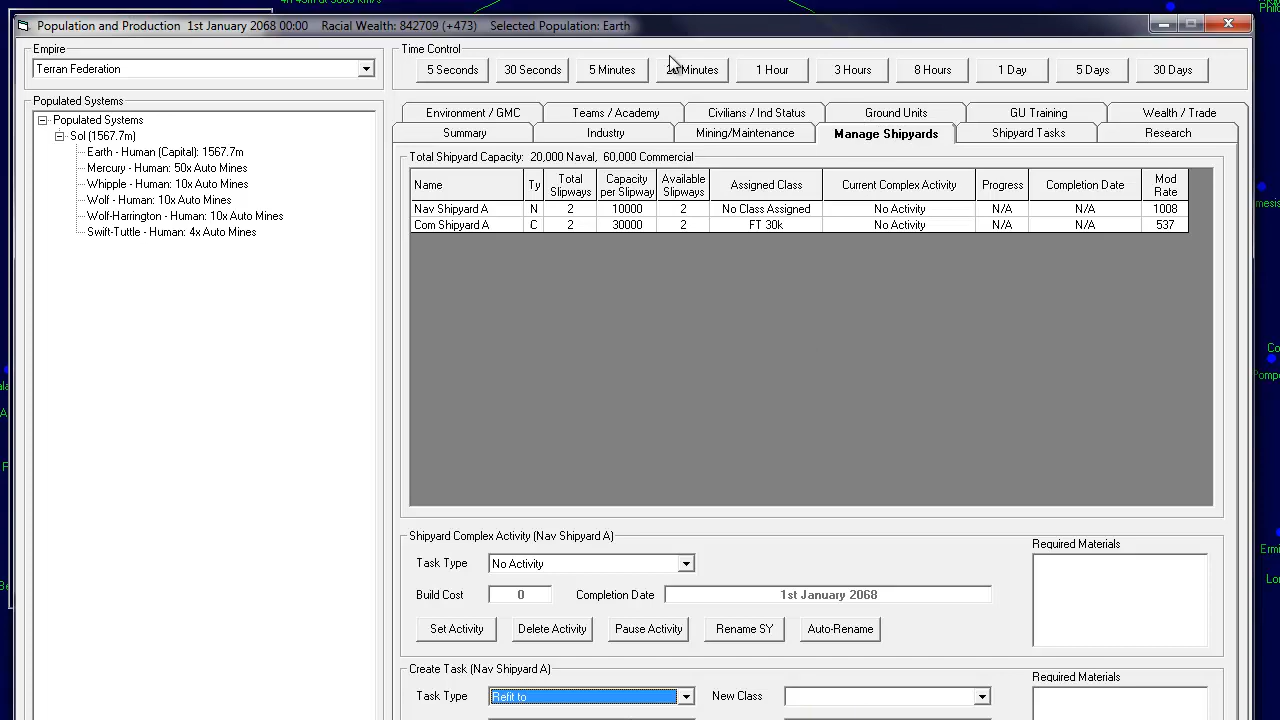 4h 45m at 3000 km/s
Population and Production 1st January 2068 00:00 Racial Wealth: 842709 (+473) Selected Population: Earth
Empire
Terran Federation
Time Control
5 Seconds 30 Seconds 5 Minutes Minutes 1 Hour 3 Hours 8 Hours 1 Day 5 Days 30 Days
Populated Systems
Populated Systems
Sol (1567.7m)
Earth - Human (Capital): 1567.7m
Mercury - Human: 50x Auto Mines
Whipple - Human: 10x Auto Mines
Wolf - Human: 10x Auto Mines
Wolf-Harrington - Human: 10x Auto Mines
Swift-Tuttle - Human: 4x Auto Mines
Environment / GMC Teams / Academy Civilians / Ind Status Ground Units GU Training Wealth / Trade
Summary Industry Mining/Maintenance Manage Shipyards Shipyard Tasks Research
Total Shipyard Capacity: 20,000 Naval, 60,000 Commercial
Name Ty Total Slipways Capacity per Slipway Available Slipways Assigned Class Current Complex Activity Progress Completion Date Mod Rate
Nav Shipyard A N 2 10000 2 No Class Assigned No Activity N/A N/A 1008
Com Shipyard A C 2 30000 2 FT 30k No Activity N/A N/A 537
Shipyard Complex Activity (Nav Shipyard A)
Task Type No Activity
Build Cost 0 Completion Date 1st January 2068
Set Activity Delete Activity Pause Activity Rename SY Auto-Rename
Required Materials
Create Task (Nav Shipyard A)
Task Type Refit to New Class
Required Materials